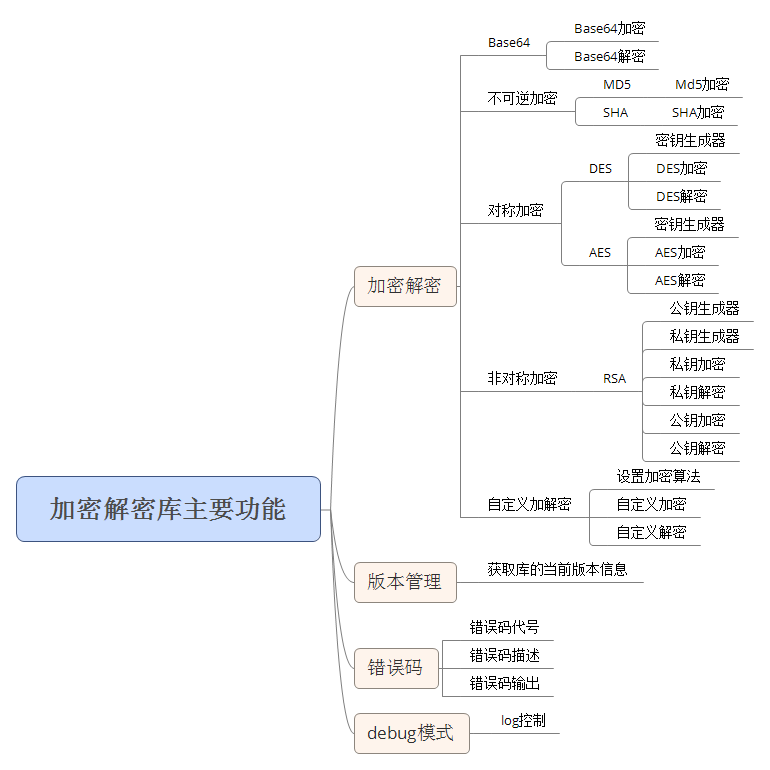 加密解密库主要功能
加密解密
Base64
Base64加密
Base64解密
不可逆加密
MD5
Md5加密
SHA
SHA加密
对称加密
DES
密钥生成器
DES加密
DES解密
AES
密钥生成器
AES加密
AES解密
非对称加密
RSA
公钥生成器
私钥生成器
私钥加密
私钥解密
公钥加密
公钥解密
自定义加解密
设置加密算法
自定义加密
自定义解密
版本管理
获取库的当前版本信息
错误码
错误码代号
错误码描述
错误码输出
debug模式
log控制